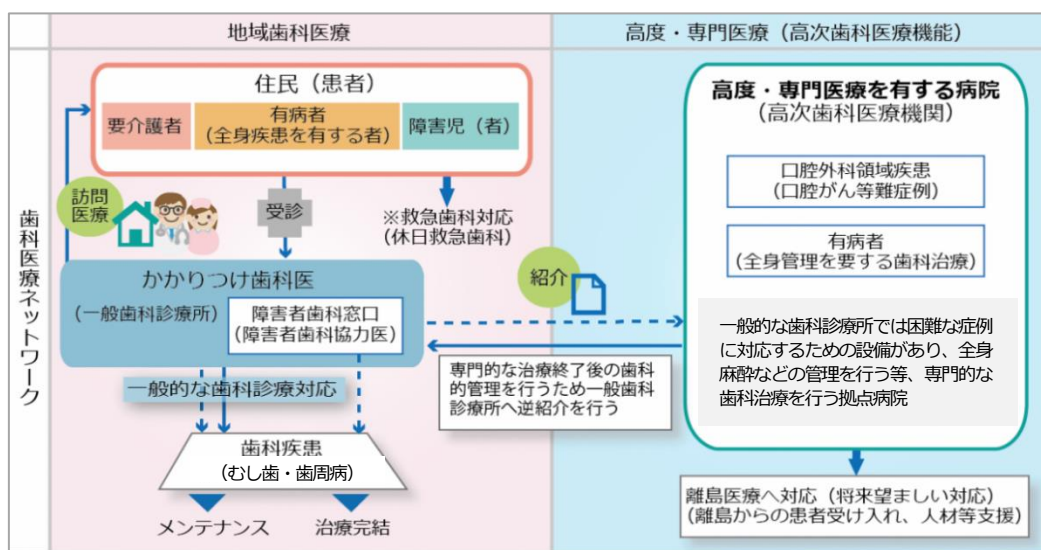 地域歯科医療
高度・専門医療（高次歯科医療機能）
歯科医療ネットワーク
住民（患者）
要介護者
有病者
(全身疾患を有する者)
障害児（者）
訪問
医療
受診
※救急歯科対応
(休日救急歯科)
かかりつけ歯科医
(一般歯科診療所)
障害者歯科窓口
(障害者歯科協力医)
一般的な歯科診療対応
歯科疾患
(むし歯・歯周病)
メンテナンス
治療完結
紹介
専門的な治療終了後の歯科
的管理を行うため一般歯科
診療所へ逆紹介を行う
高度・専門医療を有する病院
(高次歯科医療機関)
口腔外科領域疾患
(口腔がん等難症例)
有病者
(全身管理を要する歯科治療)
一般的な歯科診療所では困難な症例
に対応するための設備があり、全身
麻酔などの管理を行う等、専門的な
歯科治療を行う拠点病院
離島医療へ対応（将来望ましい対応）
(離島からの患者受け入れ、人材等支援)